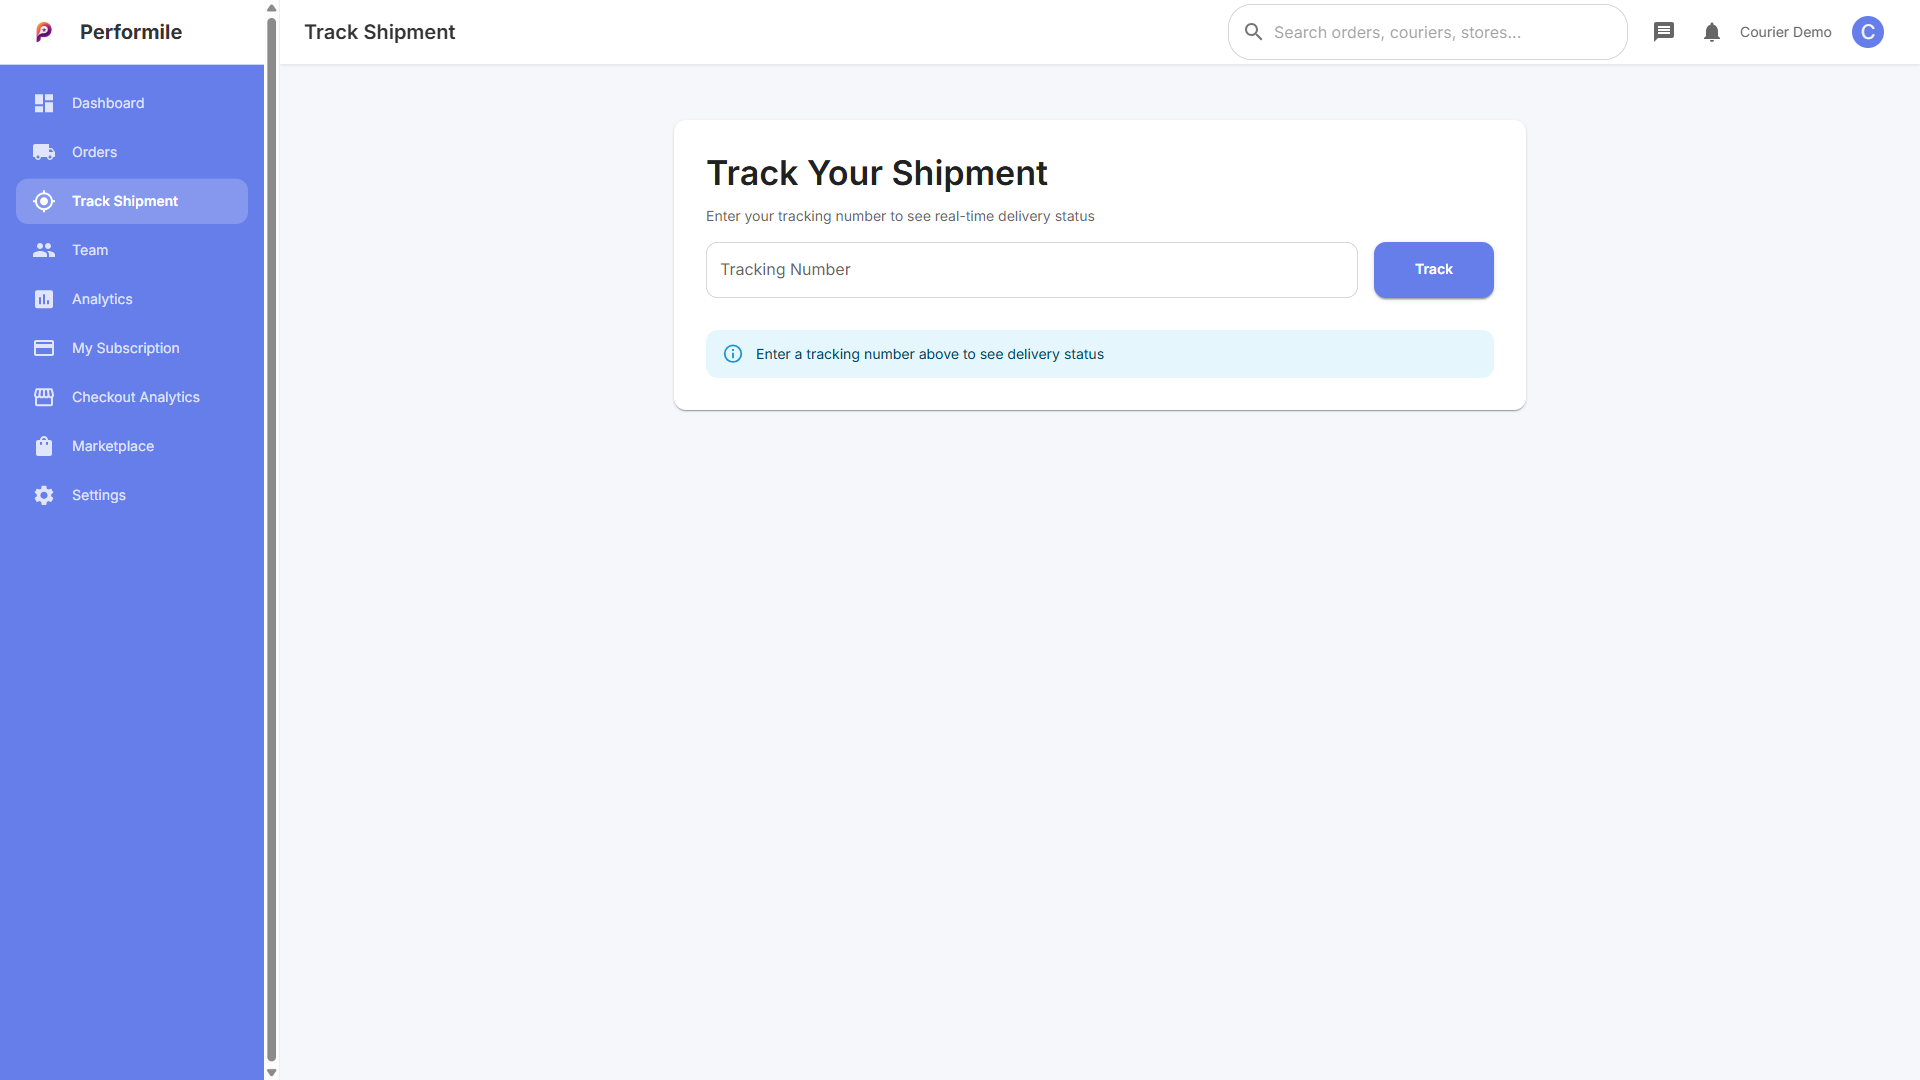 Performile
Track Shipment
Search orders, couriers, stores...
Courier Demo
C
Dashboard
Orders
Track Shipment
Team
Analytics
My Subscription
Checkout Analytics
Marketplace
Settings
Track Your Shipment
Enter your tracking number to see real-time delivery status
Tracking Number
Track
Enter a tracking number above to see delivery status